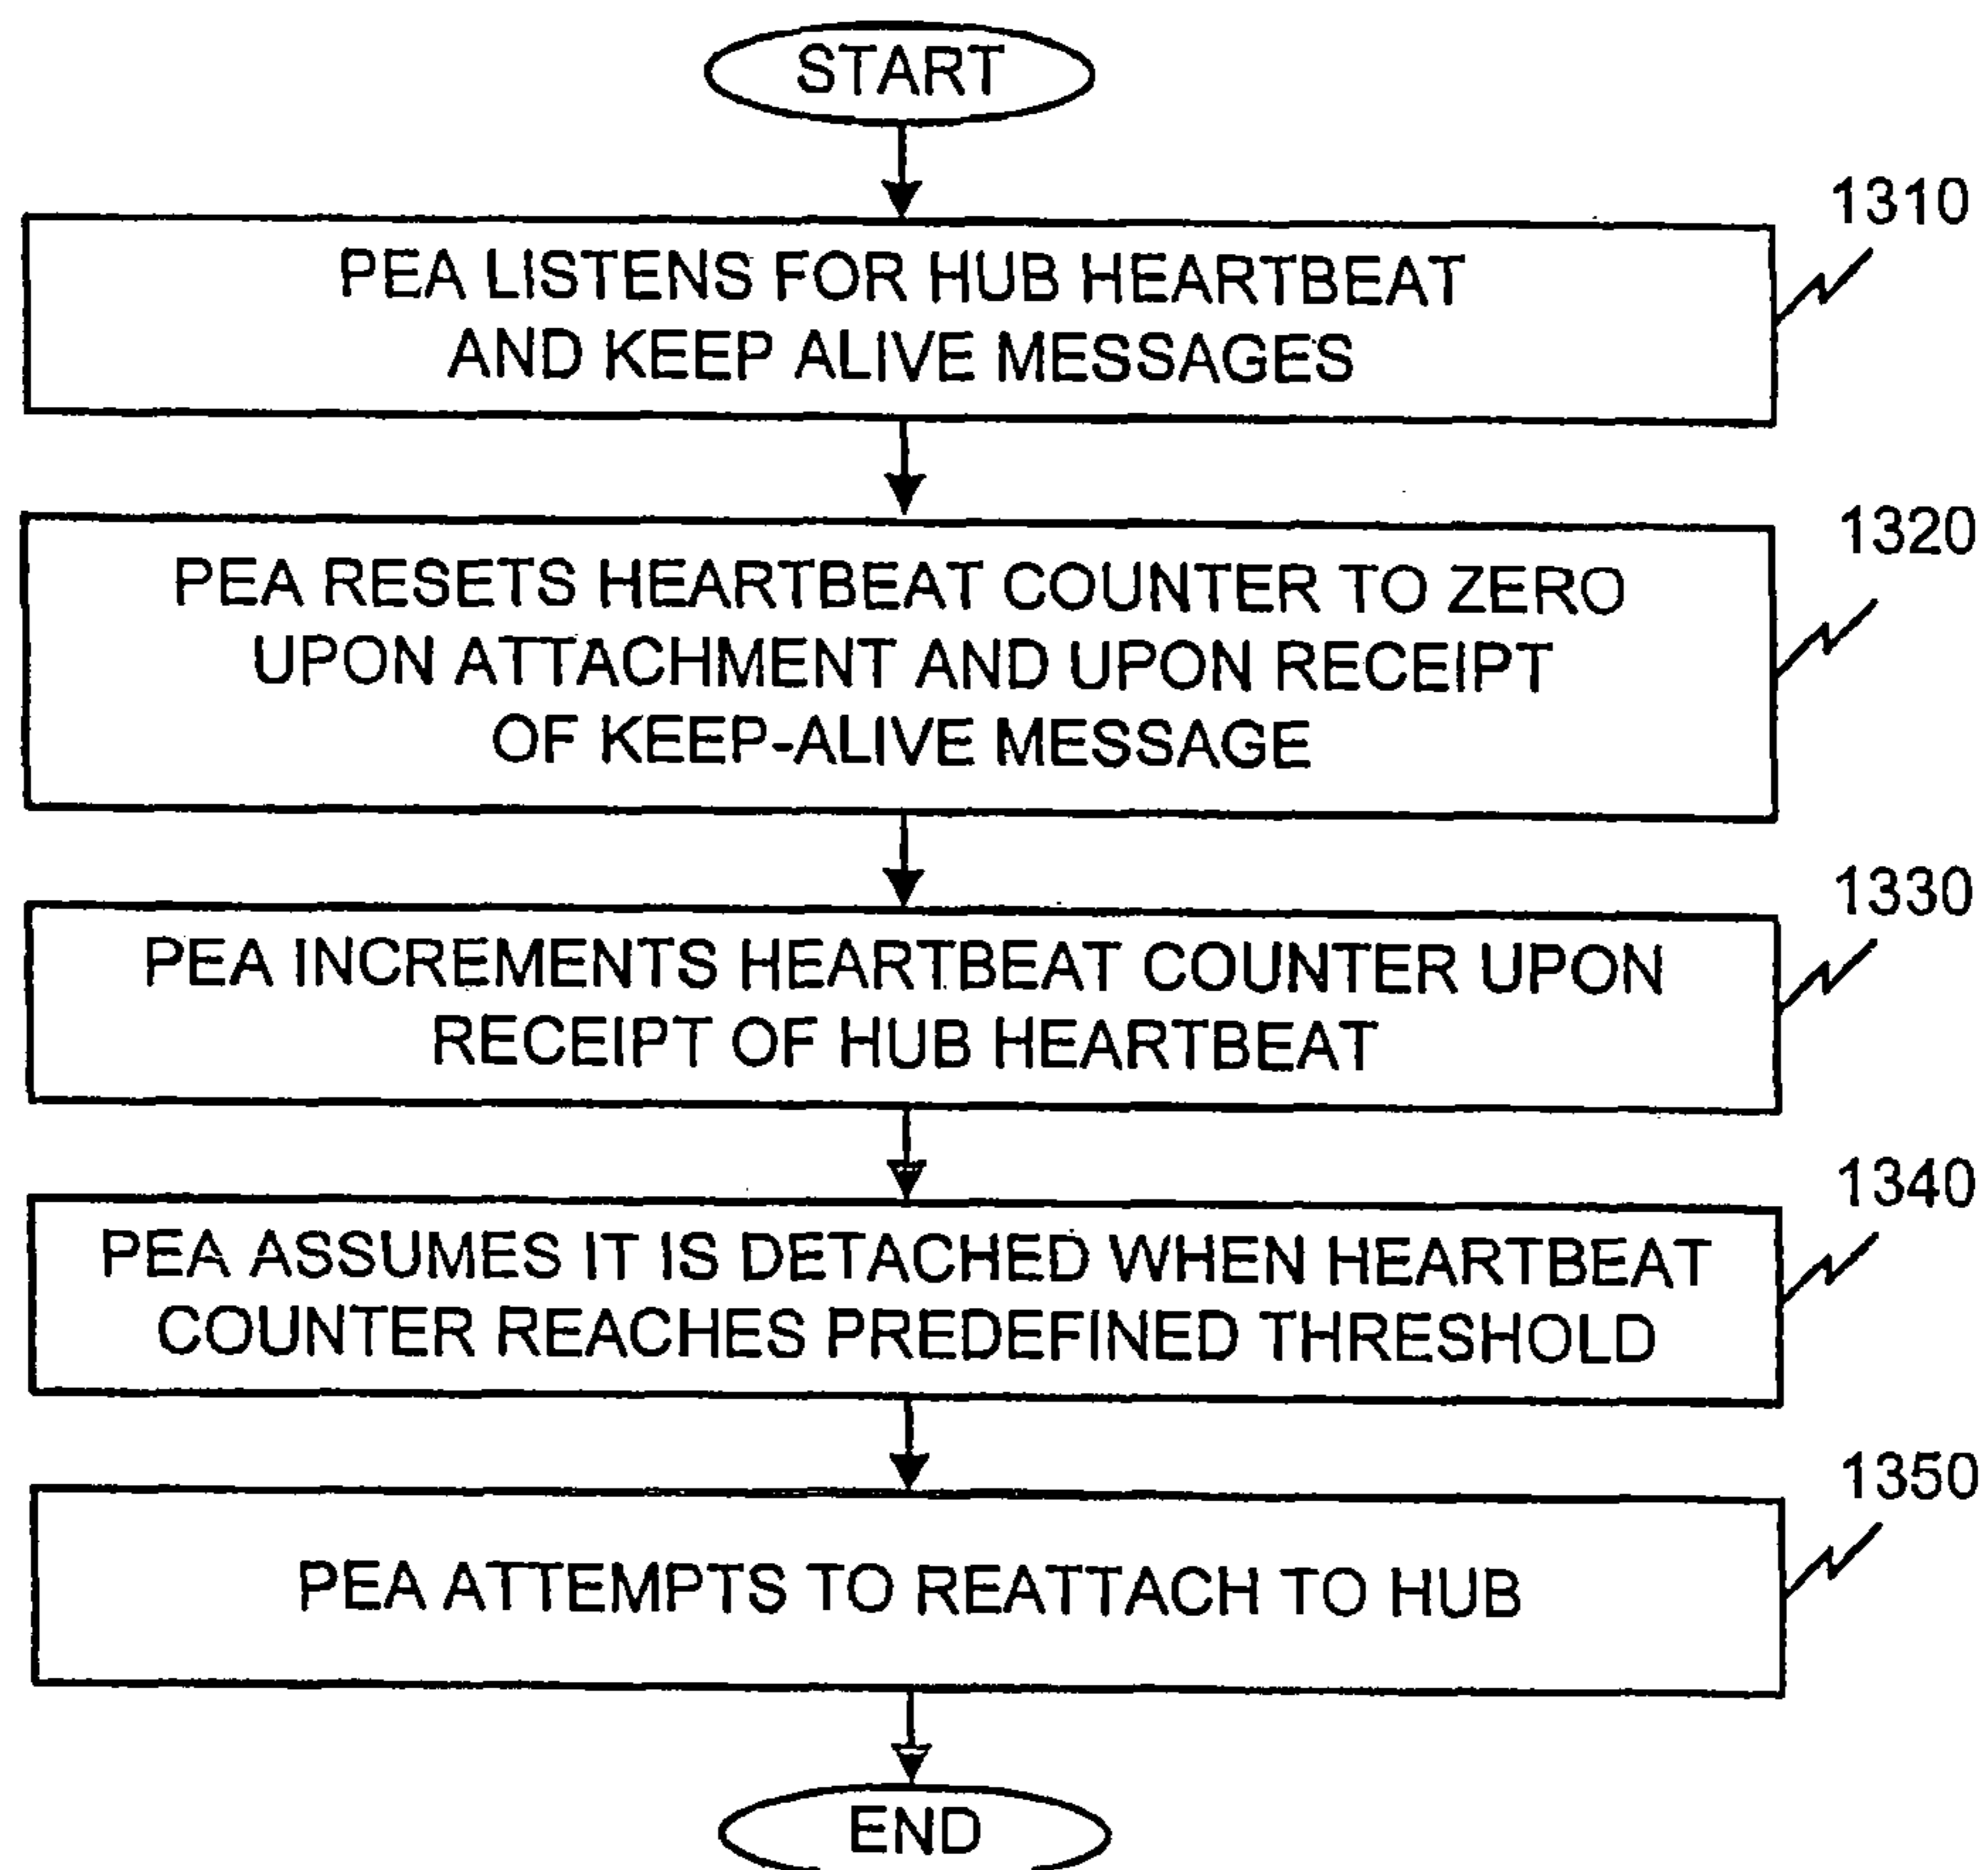 START
1310
PEA LISTENS FOR HUB HEARTBEAT
AND KEEP ALIVE MESSAGES
1320
PEA RESETS HEARTBEAT COUNTER TO ZERO
UPON ATTACHMENT AND UPON RECEIPT
OF KEEP-ALIVE MESSAGE
1330
PEA INCREMENTS HEARTBEAT COUNTER UPON
RECEIPT OF HUB HEARTBEAT
1340
PEA ASSUMES IT IS DETACHED WHEN HEARTBEAT
COUNTER REACHES PREDEFINED THRESHOLD
1350
PEA ATTEMPTS TO REATTACH TO HUB
END